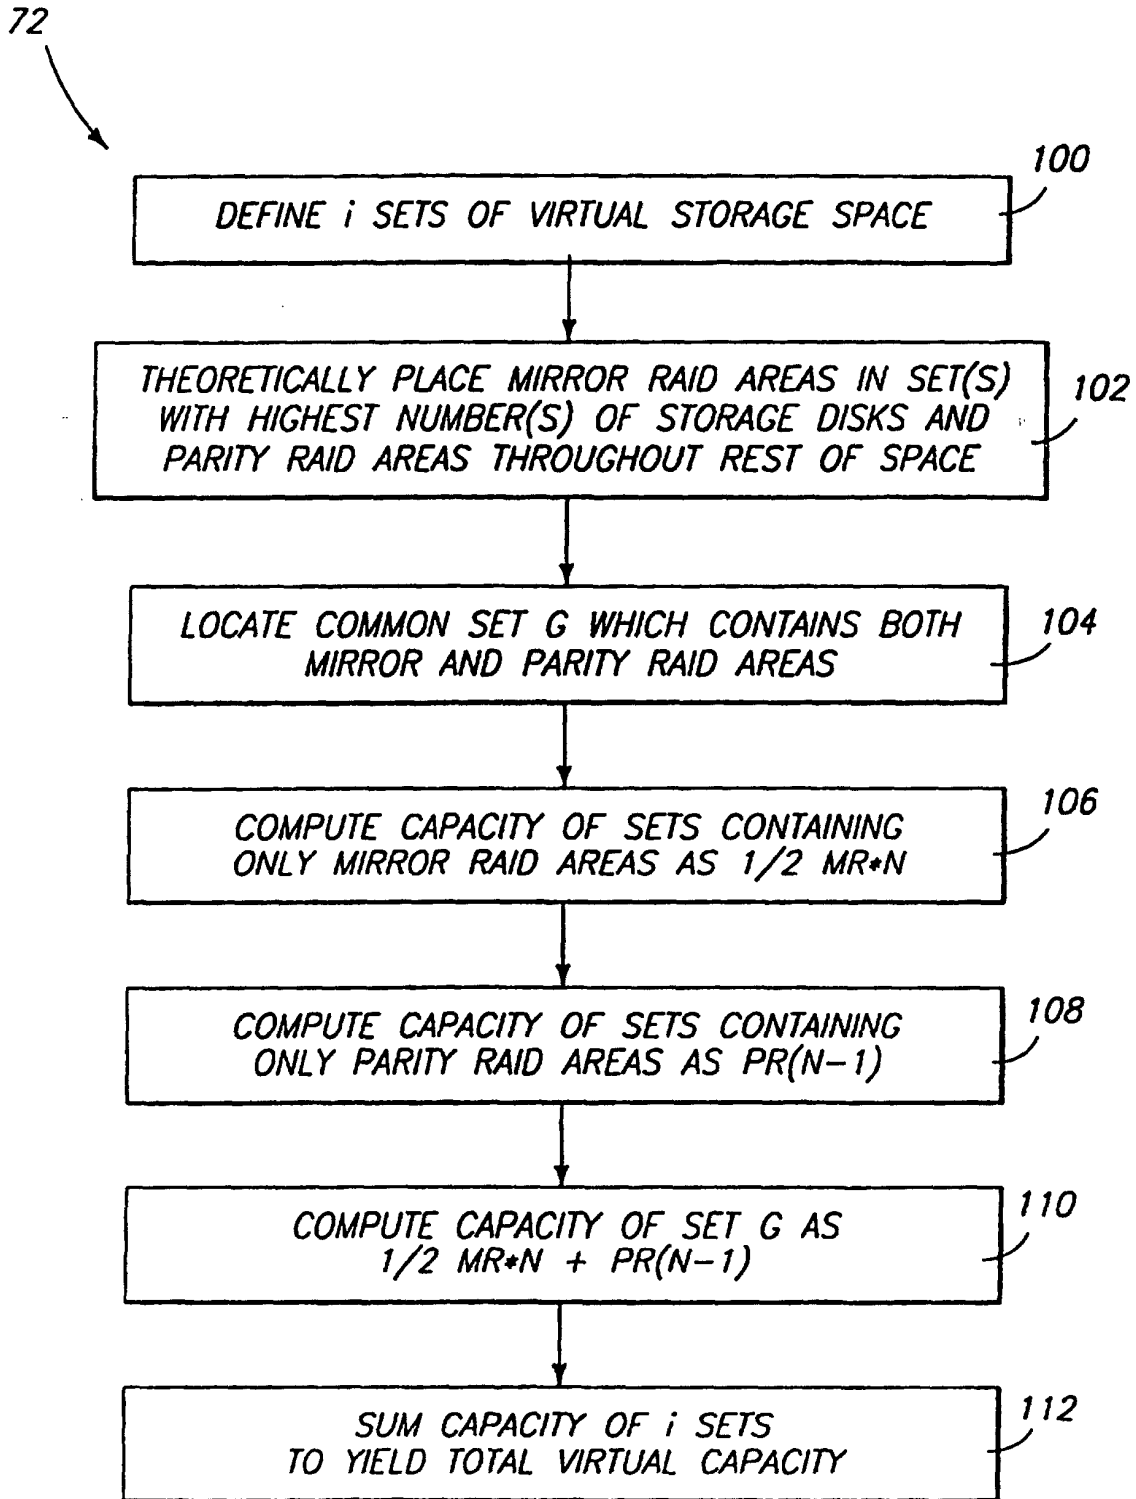 72
100
DEFINE i SETS OF VIRTUAL STORAGE SPACE
THEORETICALLY PLACE MIRROR RAID AREAS IN SET(S)
WITH HIGHEST NUMBER(S) OF STORAGE DISKS AND
PARITY RAID AREAS THROUGHOUT REST OF SPACE
102
LOCATE COMMON SET G WHICH CONTAINS BOTH
MIRROR AND PARITY RAID AREAS
104
COMPUTE CAPACITY OF SETS CONTAINING
ONLY MIRROR RAID AREAS AS 1/2 MR*N
106
COMPUTE CAPACITY OF SETS CONTAINING
ONLY PARITY RAID AREAS AS PR(N-1)
108
COMPUTE CAPACITY OF SET G AS
1/2 MR*N + PR(N-1)
110
SUM CAPACITY OF i SETS
TO YIELD TOTAL VIRTUAL CAPACITY
112